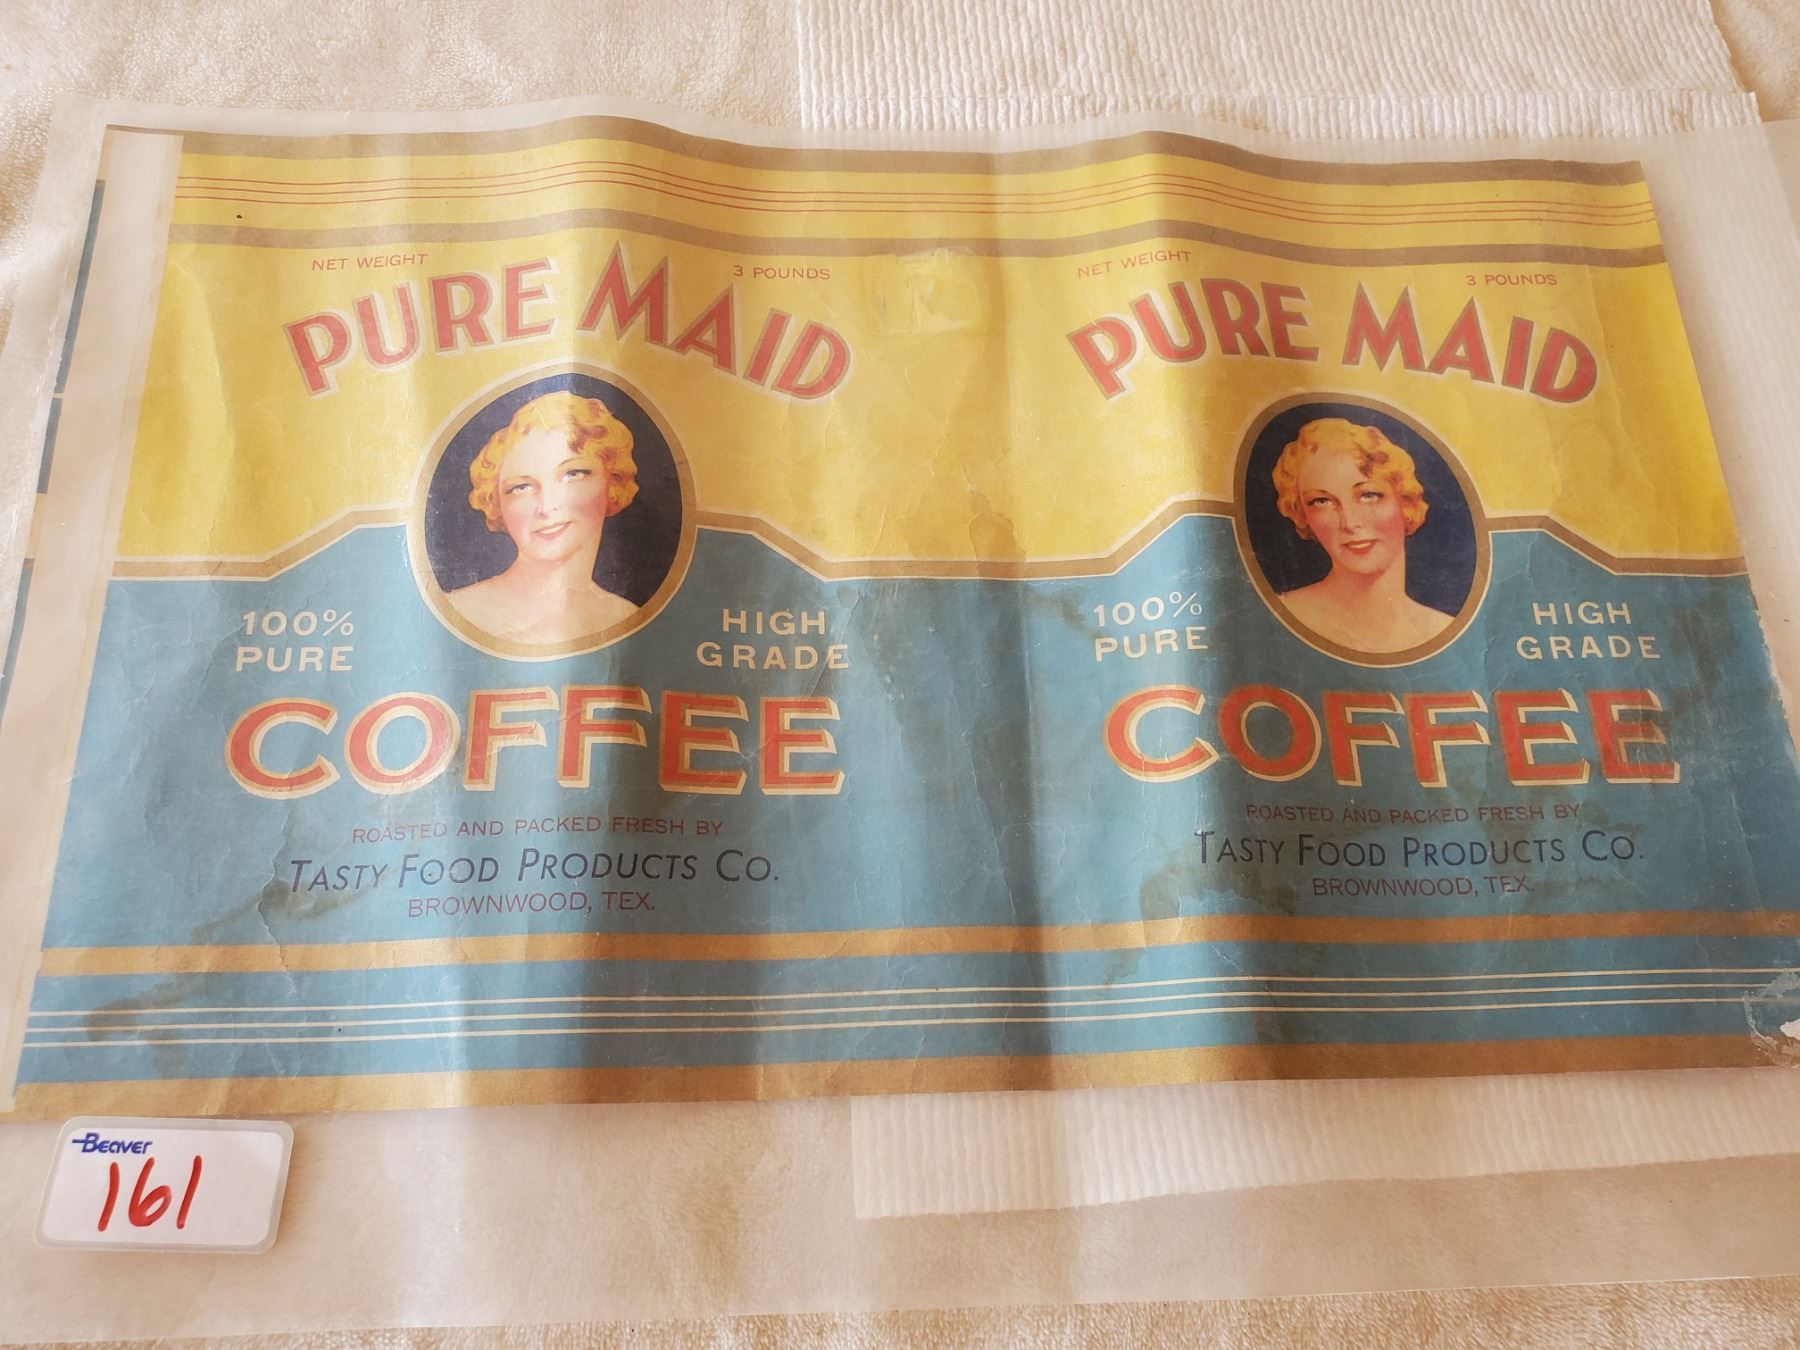 NET WEIGHT 3 POUNDS
PURE MAID
100% PURE
HIGH GRADE
COFFEE
ROASTED AND PACKED FRESH BY
TASTY FOOD PRODUCTS CO.
BROWNWOOD, TEX.
NET WEIGHT 3 POUNDS
PURE MAID
100% PURE
HIGH GRADE
COFFEE
ROASTED AND PACKED FRESH BY
TASTY FOOD PRODUCTS CO.
BROWNWOOD, TEX.
Beaver
161